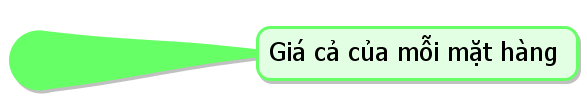 Giá cả của mỗi mặt hàng